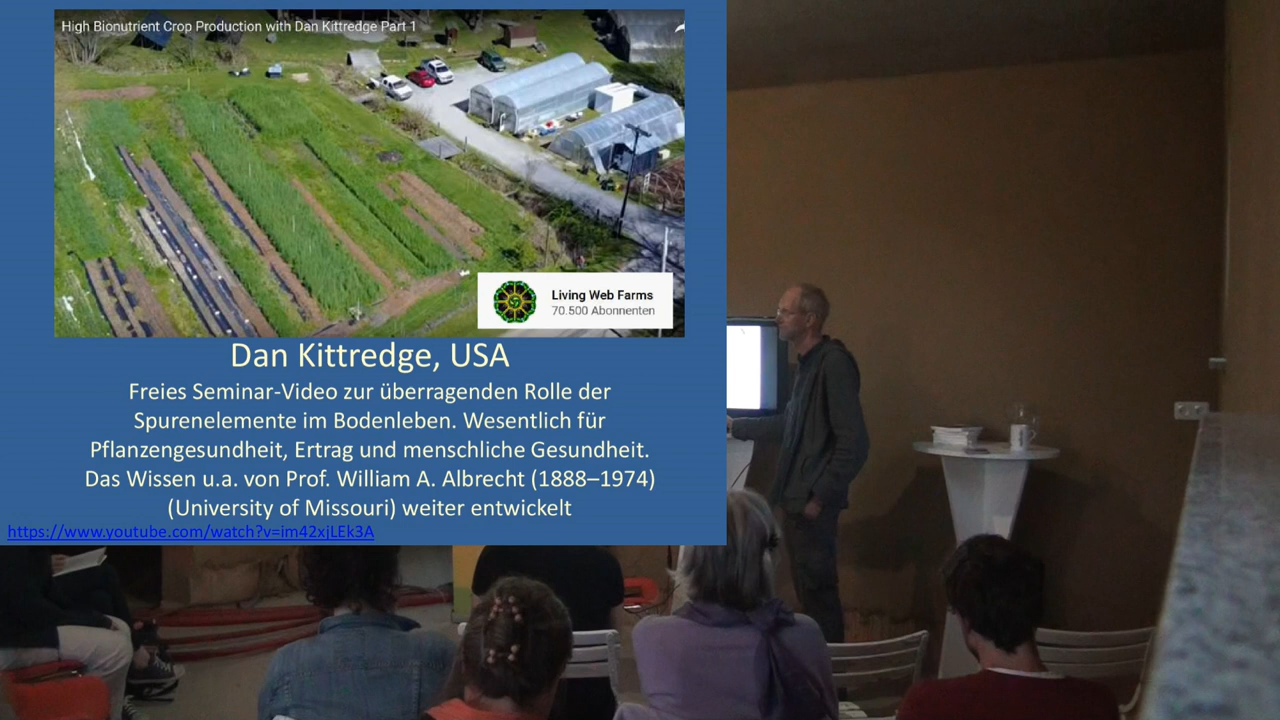 High Bionutrient Crop Production with Dan Kittredge Part 1
Living Web Farms
70.500 Abonnenten
Dan Kittredge, USA
Freies Seminar-Video zur überragenden Rolle der
Spurenelemente im Bodenleben. Wesentlich für
Pflanzengesundheit, Ertrag und menschliche Gesundheit.
Das Wissen u.a. von Prof. William A. Albrecht (1888–1974)
(University of Missouri) weiter entwickelt
https://www.youtube.com/watch?v=im42xjLEk3A